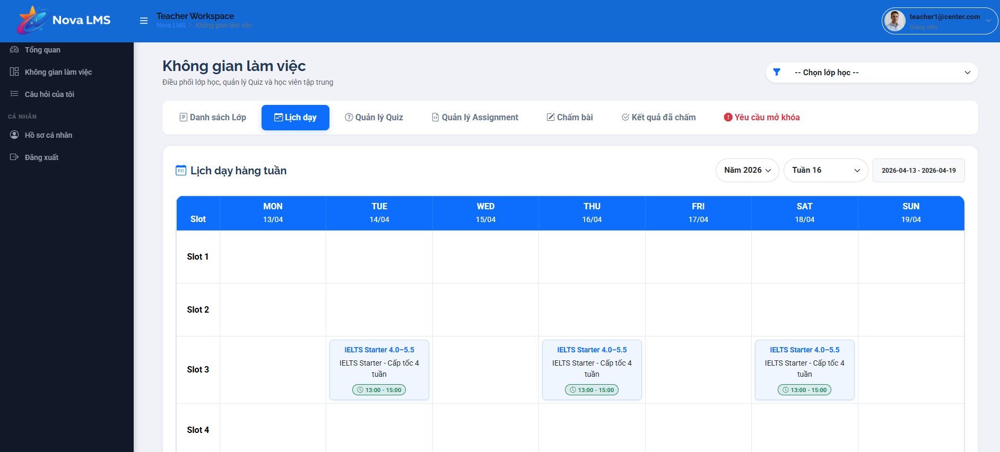 Nova LMS
Teacher Workspace
Nova LMS > Không gian làm việc
teacher1@center.com
Giảng viên
Tổng quan
Không gian làm việc
Câu hỏi của tôi
CÁ NHÂN
Hồ sơ cá nhân
Đăng xuất
Không gian làm việc
Điều phối lớp học, quản lý Quiz và học viên tập trung
-- Chọn lớp học --
Danh sách Lớp
Lịch dạy
Quản lý Quiz
Quản lý Assignment
Chấm bài
Kết quả đã chấm
Yêu cầu mở khóa
Fri
Lịch dạy hàng tuần
Năm 2026
Tuần 16
2026-04-13 - 2026-04-19
Slot
MON
13/04
TUE
14/04
WED
15/04
THU
16/04
FRI
17/04
SAT
18/04
SUN
19/04
Slot 1
Slot 2
Slot 3
IELTS Starter 4.0–5.5
IELTS Starter - Cấp tốc 4
tuần
13:00 - 15:00
IELTS Starter 4.0–5.5
IELTS Starter - Cấp tốc 4
tuần
13:00 - 15:00
IELTS Starter 4.0–5.5
IELTS Starter - Cấp tốc 4
tuần
13:00 - 15:00
Slot 4